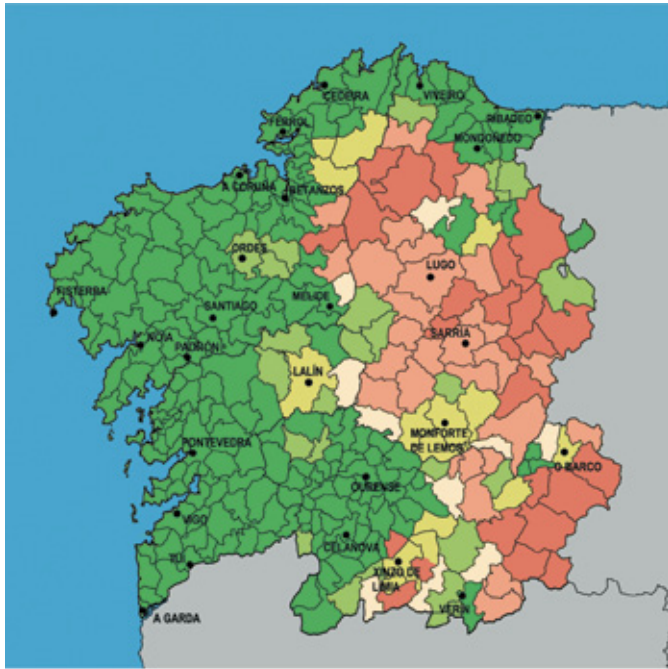 CEDEIRA
VIVEIRO
RIBADEO
FERROL
MONDOÑEDO
A CORUÑA
BETANZOS
ORDES
LUGO
FISTERRA
SANTIAGO
MELIDE
NOIA
PADRÓN
SARRIA
LALÍN
MONFORTE
DE LEMOS
PONTEVEDRA
O BARCO
OURENSE
VIGO
CELANOVA
TUI
XINZO DE
LIMIA
VERÍN
A GARDA